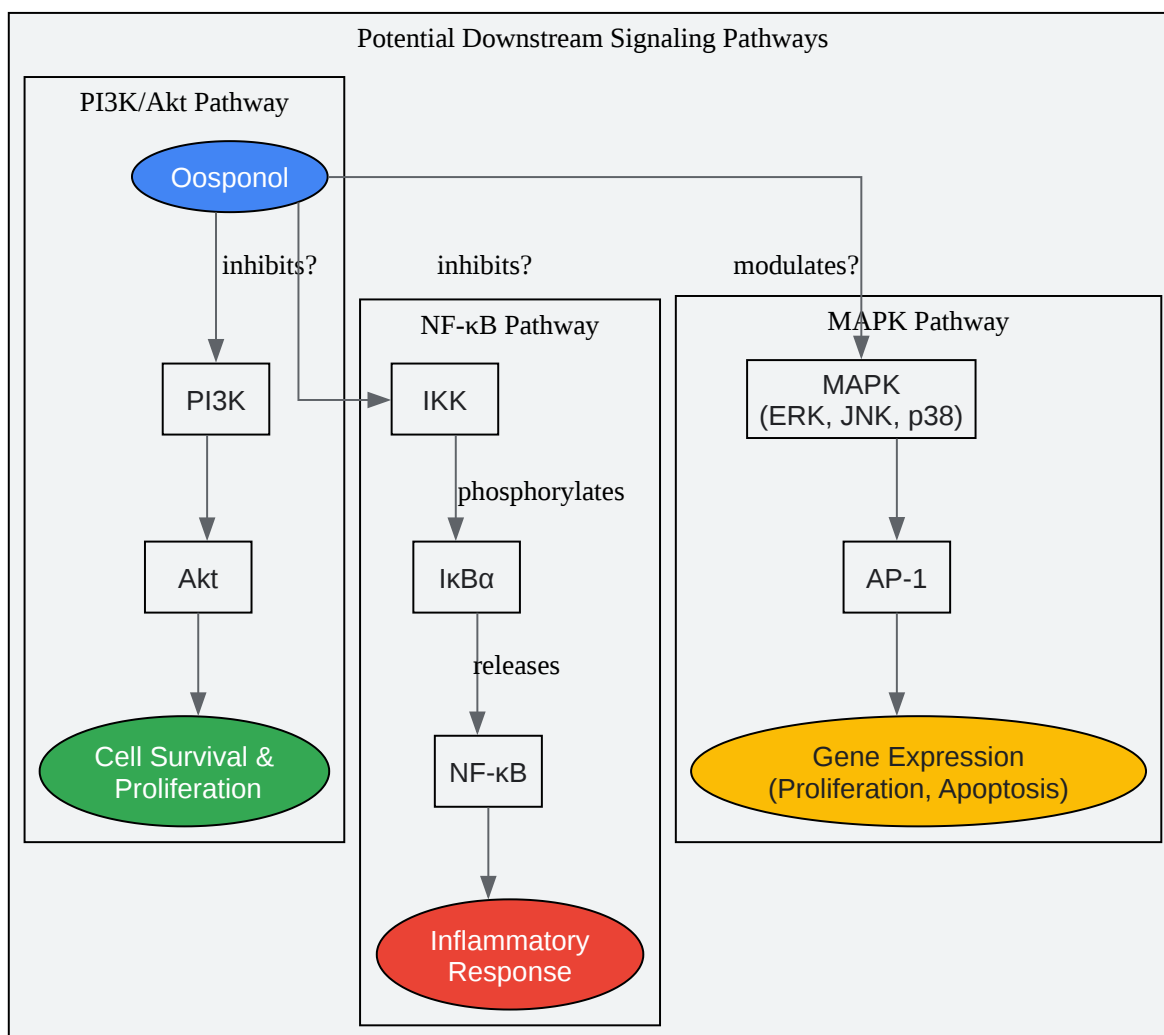 Potential Downstream Signaling Pathways
PI3K/Akt Pathway
Oosponol
inhibits?
inhibits?
modulates?
NF-κB Pathway
MAPK Pathway
PI3K
IKK
MAPK
(ERK, JNK, p38)
phosphorylates
Akt
IκBα
AP-1
releases
Cell Survival &
Proliferation
NF-κB
Gene Expression
(Proliferation, Apoptosis)
Inflammatory
Response